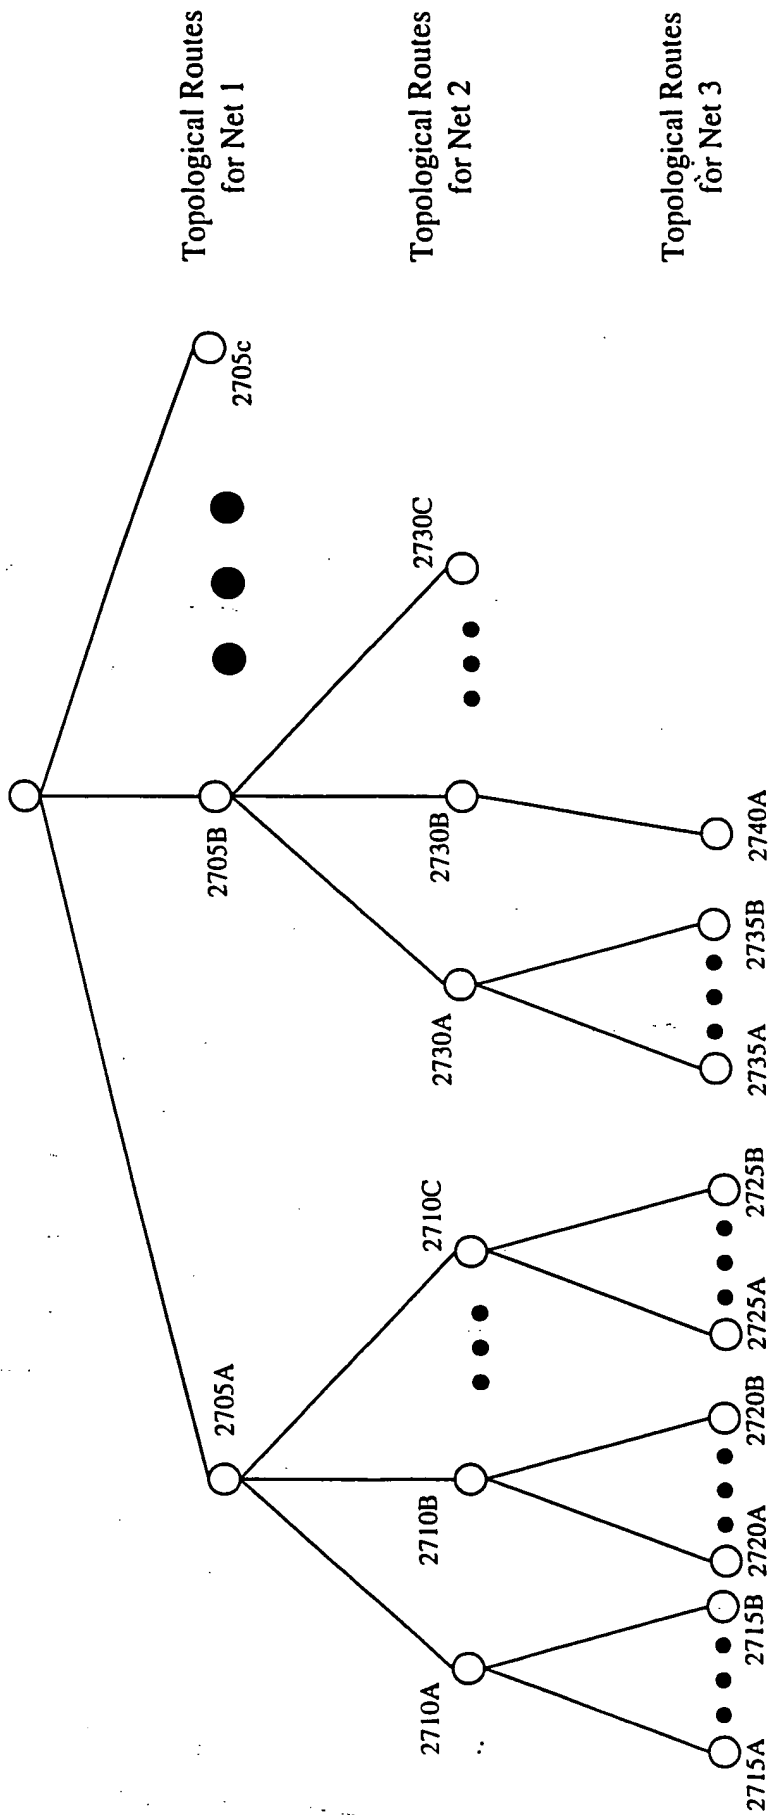 Topological Routes
for Net 1
2705A
2705B
2705c
Topological Routes
for Net 2
2710A
2710B
2710C
2730A
2730B
2730C
Topological Routes
for Net 3
2715A
2715B
2720A
2720B
2725A
2725B
2735A
2735B
2740A